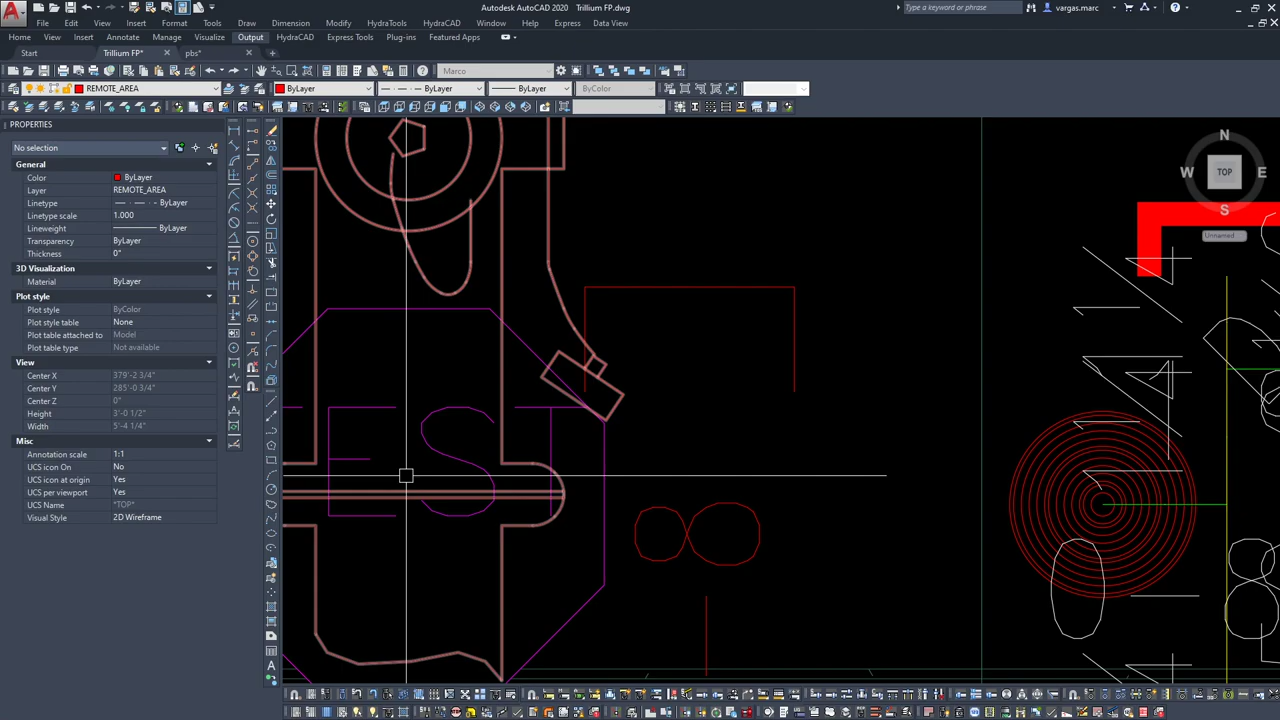 Autodesk AutoCAD 2020 Trillium FP.dwg
Type a keyword or phrase
vargas.marc
File Edit View Insert Format Tools Draw Dimension Modify HydraTools HydraCAD Window Help Express Data View
Home View Insert Annotate Manage Visualize Output HydraCAD Express Tools Plug-ins Featured Apps
Start Trillium FP* pbs*
Marco
REMOTE_AREA ByLayer ByLayer ByLayer ByColor
PROPERTIES
No selection
General
Color ByLayer
Layer REMOTE_AREA
Linetype ByLayer
Linetype scale 1.000
Lineweight ByLayer
Transparency ByLayer
Thickness 0"
3D Visualization
Material ByLayer
Plot style
Plot style ByColor
Plot style table None
Plot table attached to Model
Plot table type Not available
View
Center X 379'-2 3/4"
Center Y 285'-0 3/4"
Center Z 0"
Height 3'-0 1/2"
Width 5'-4 1/4"
Misc
Annotation scale 1:1
UCS icon On No
UCS icon at origin Yes
UCS per viewport Yes
UCS Name *TOP*
Visual Style 2D Wireframe
N
W TOP E
S
Unnamed
ES
8